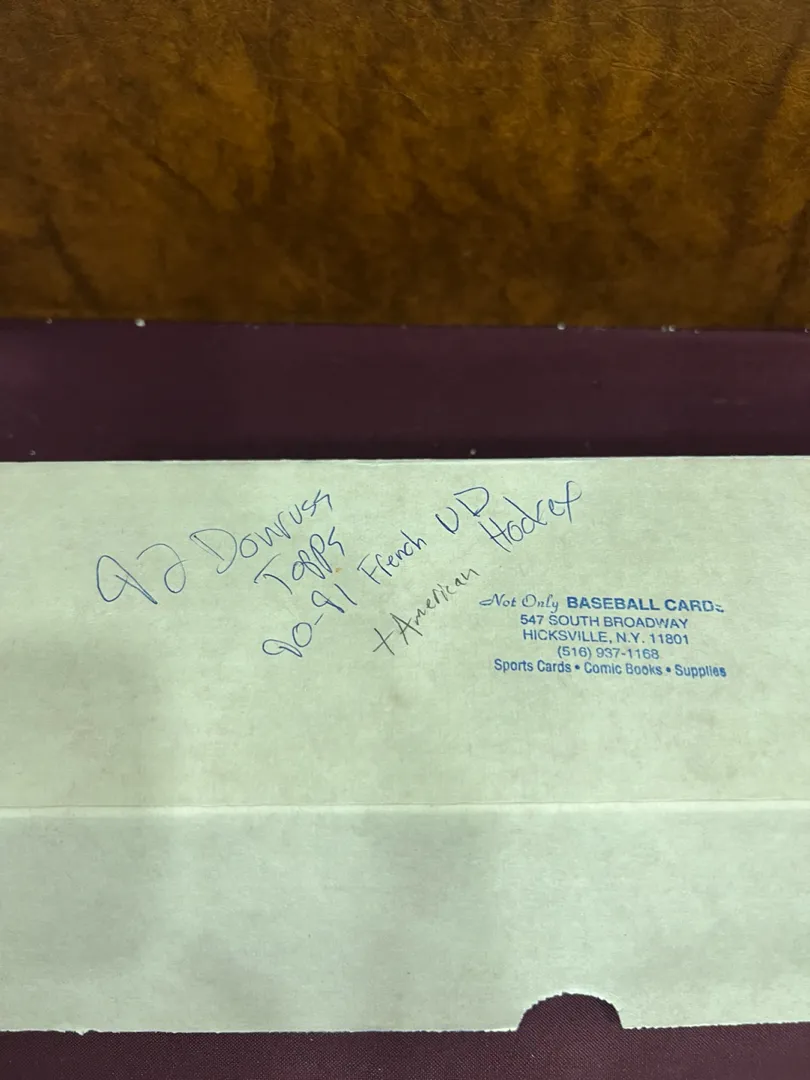 92 Donruss
Topps
90-91 French UD Hockey
+ American
Not Only BASEBALL CARDS
547 SOUTH BROADWAY
HICKSVILLE, N.Y. 11801
(516) 937-1168
Sports Cards • Comic Books • Supplies